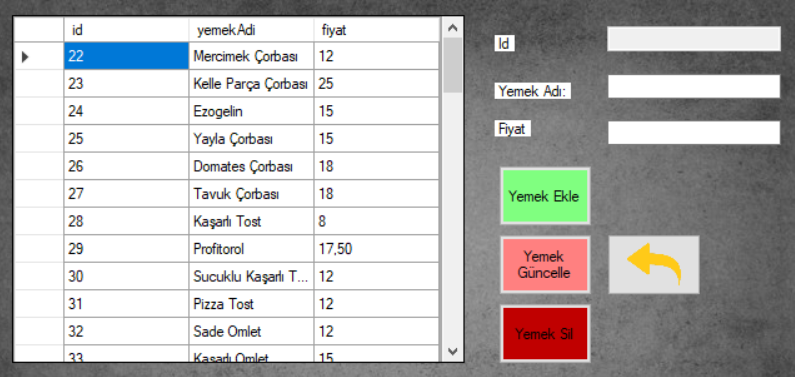 id yemekAdi fiyat
22 Mercimek Çorbası 12
23 Kelle Parça Çorbası 25
24 Ezogelin 15
25 Yayla Çorbası 15
26 Domates Çorbası 18
27 Tavuk Çorbası 18
28 Kaşarlı Tost 8
29 Profitorol 17,50
30 Sucuklu Kaşarlı T... 12
31 Pizza Tost 12
32 Sade Omlet 12
33 Kaşarlı Omlet 15
Id
Yemek Adı:
Fiyat
Yemek Ekle
Yemek
Güncelle
Yemek Sil